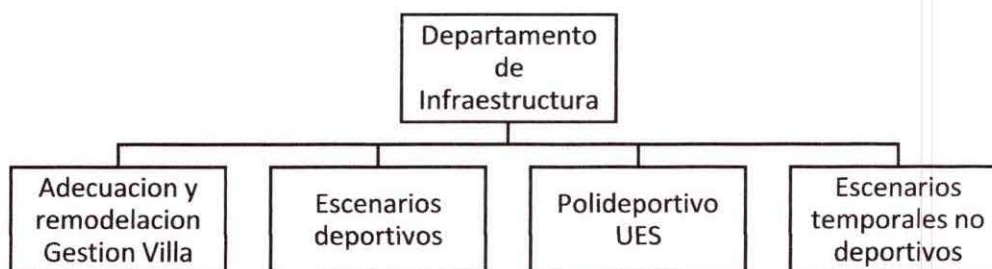 Departamento
de
Infraestructura
Adecuacion y
remodelacion
Gestion Villa
Escenarios
deportivos
Polideportivo
UES
Escenarios
temporales no
deportivos